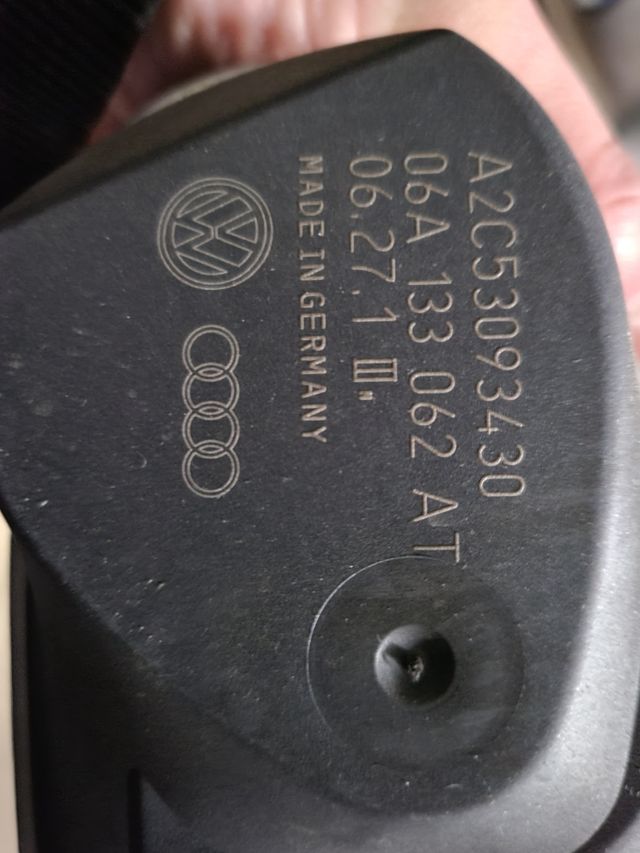 A2C53093430
06A 133 062 AT
06.27.1 III"
MADE IN GERMANY